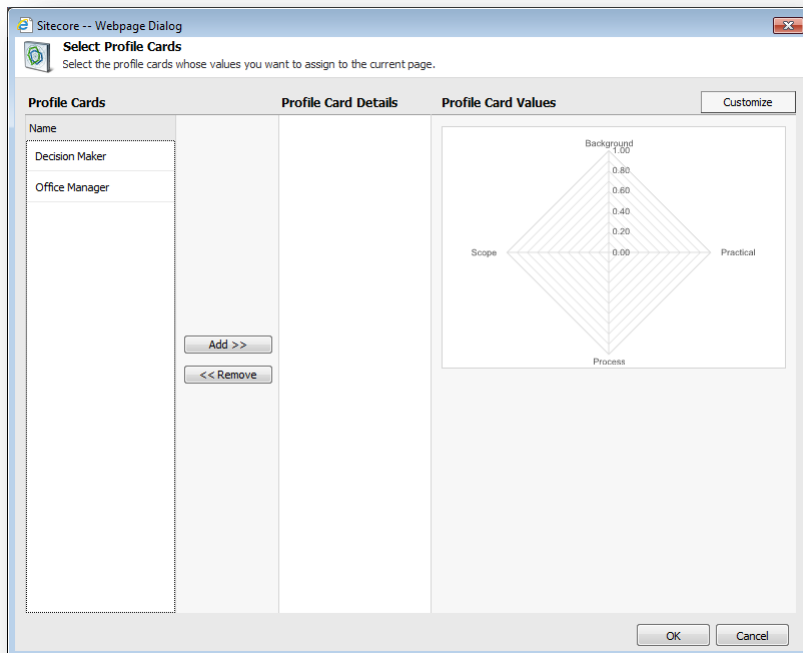 Sitecore -- Webpage Dialog
Select Profile Cards
Select the profile cards whose values you want to assign to the current page.
Profile Cards
Profile Card Details
Profile Card Values
Customize
Name
Decision Maker
Office Manager
Add >>
<< Remove
Background
1.00
0.80
0.60
0.40
0.20
0.00
Scope
Practical
Process
OK
Cancel